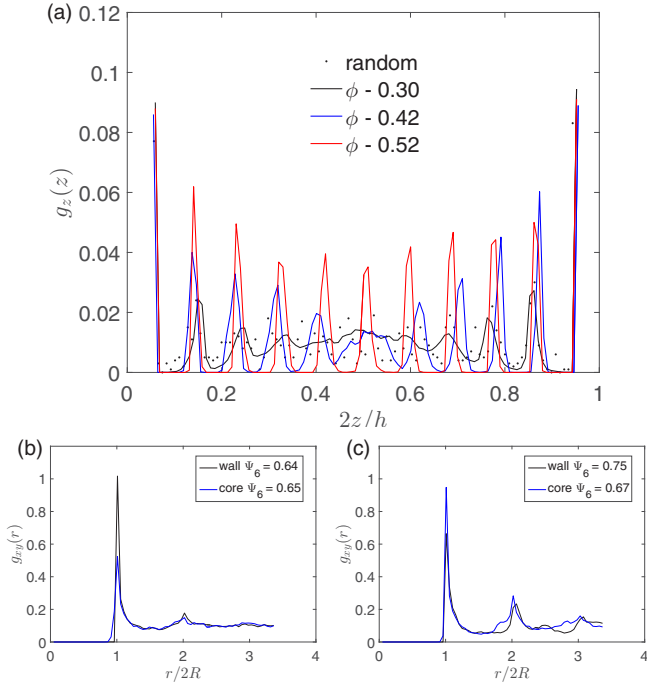 (a)
0.12
0.1
0.08
0.06
0.04
0.02
0
g_z(z)
random
ϕ - 0.30
ϕ - 0.42
ϕ - 0.52
0 0.2 0.4 0.6 0.8 1
2z/h
(b)
1
0.8
0.6
0.4
0.2
0
g_xy(r)
wall Ψ_6 = 0.64
core Ψ_6 = 0.65
0 1 2 3 4
r/2R
(c)
1
0.8
0.6
0.4
0.2
0
g_xy(r)
wall Ψ_6 = 0.75
core Ψ_6 = 0.67
0 1 2 3 4
r/2R